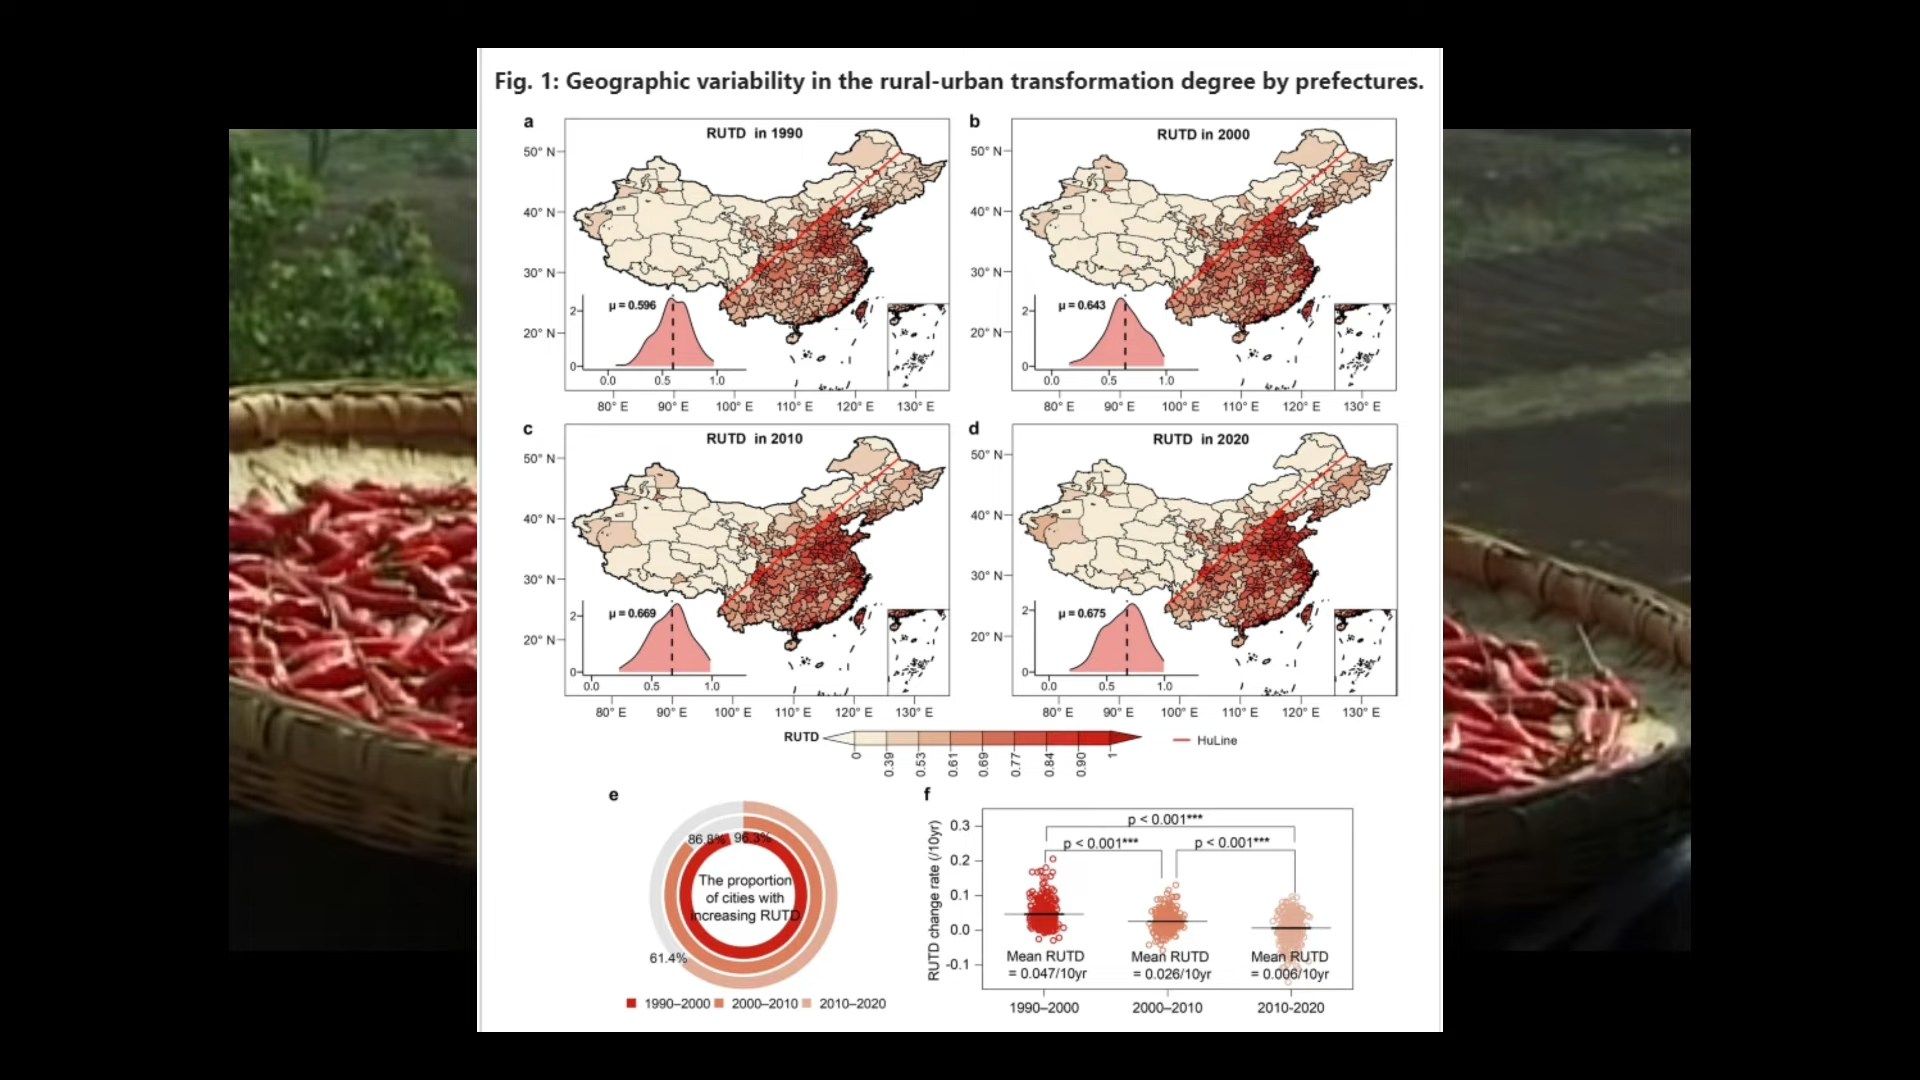 Fig. 1: Geographic variability in the rural-urban transformation degree by prefectures.
a
RUTD in 1990
50° N
40° N
30° N
20° N
μ = 0.596
2
0
0.0 0.5 1.0
80° E 90° E 100° E 110° E 120° E 130° E
b
RUTD in 2000
50° N
40° N
30° N
20° N
μ = 0.643
2
0
0.0 0.5 1.0
80° E 90° E 100° E 110° E 120° E 130° E
c
RUTD in 2010
50° N
40° N
30° N
20° N
μ = 0.669
2
0
0.0 0.5 1.0
80° E 90° E 100° E 110° E 120° E 130° E
d
RUTD in 2020
50° N
40° N
30° N
20° N
μ = 0.675
2
0
0.0 0.5 1.0
80° E 90° E 100° E 110° E 120° E 130° E
RUTD
0 0.39 0.53 0.61 0.69 0.77 0.84 0.90 1
HuLine
e
86.8% 96.3%
The proportion
of cities with
increasing RUTD
61.4%
1990–2000 2000–2010 2010–2020
f
RUTD change rate (/10yr)
0.3
0.2
0.1
0.0
-0.1
p < 0.001***
p < 0.001*** p < 0.001***
Mean RUTD Mean RUTD Mean RUTD
= 0.047/10yr = 0.026/10yr = 0.006/10yr
1990–2000 2000–2010 2010-2020